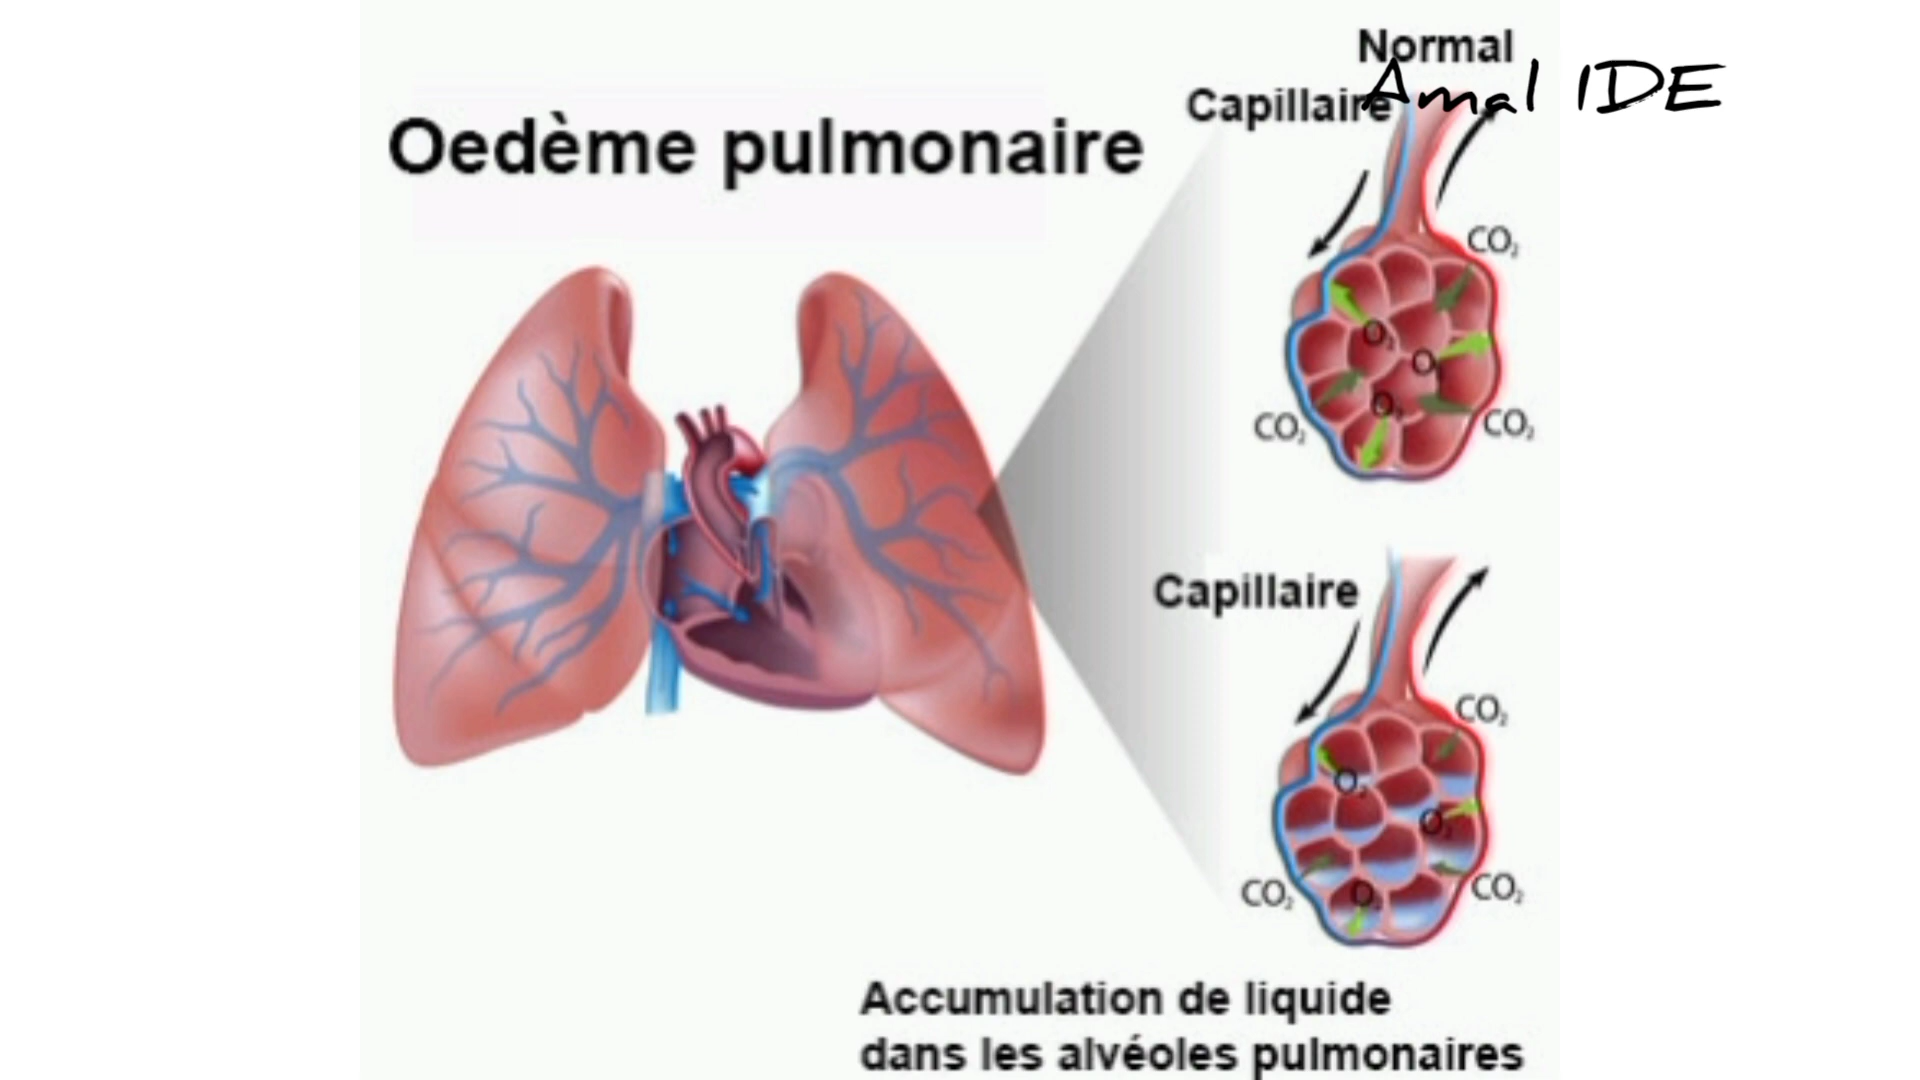 Oedème pulmonaire
Normal
Amal IDE
Capillaire
CO₂
O₂
O₂
O₂
CO₂
CO₂
Capillaire
CO₂
O₂
O₂
O₂
CO₂
CO₂
Accumulation de liquide
dans les alvéoles pulmonaires